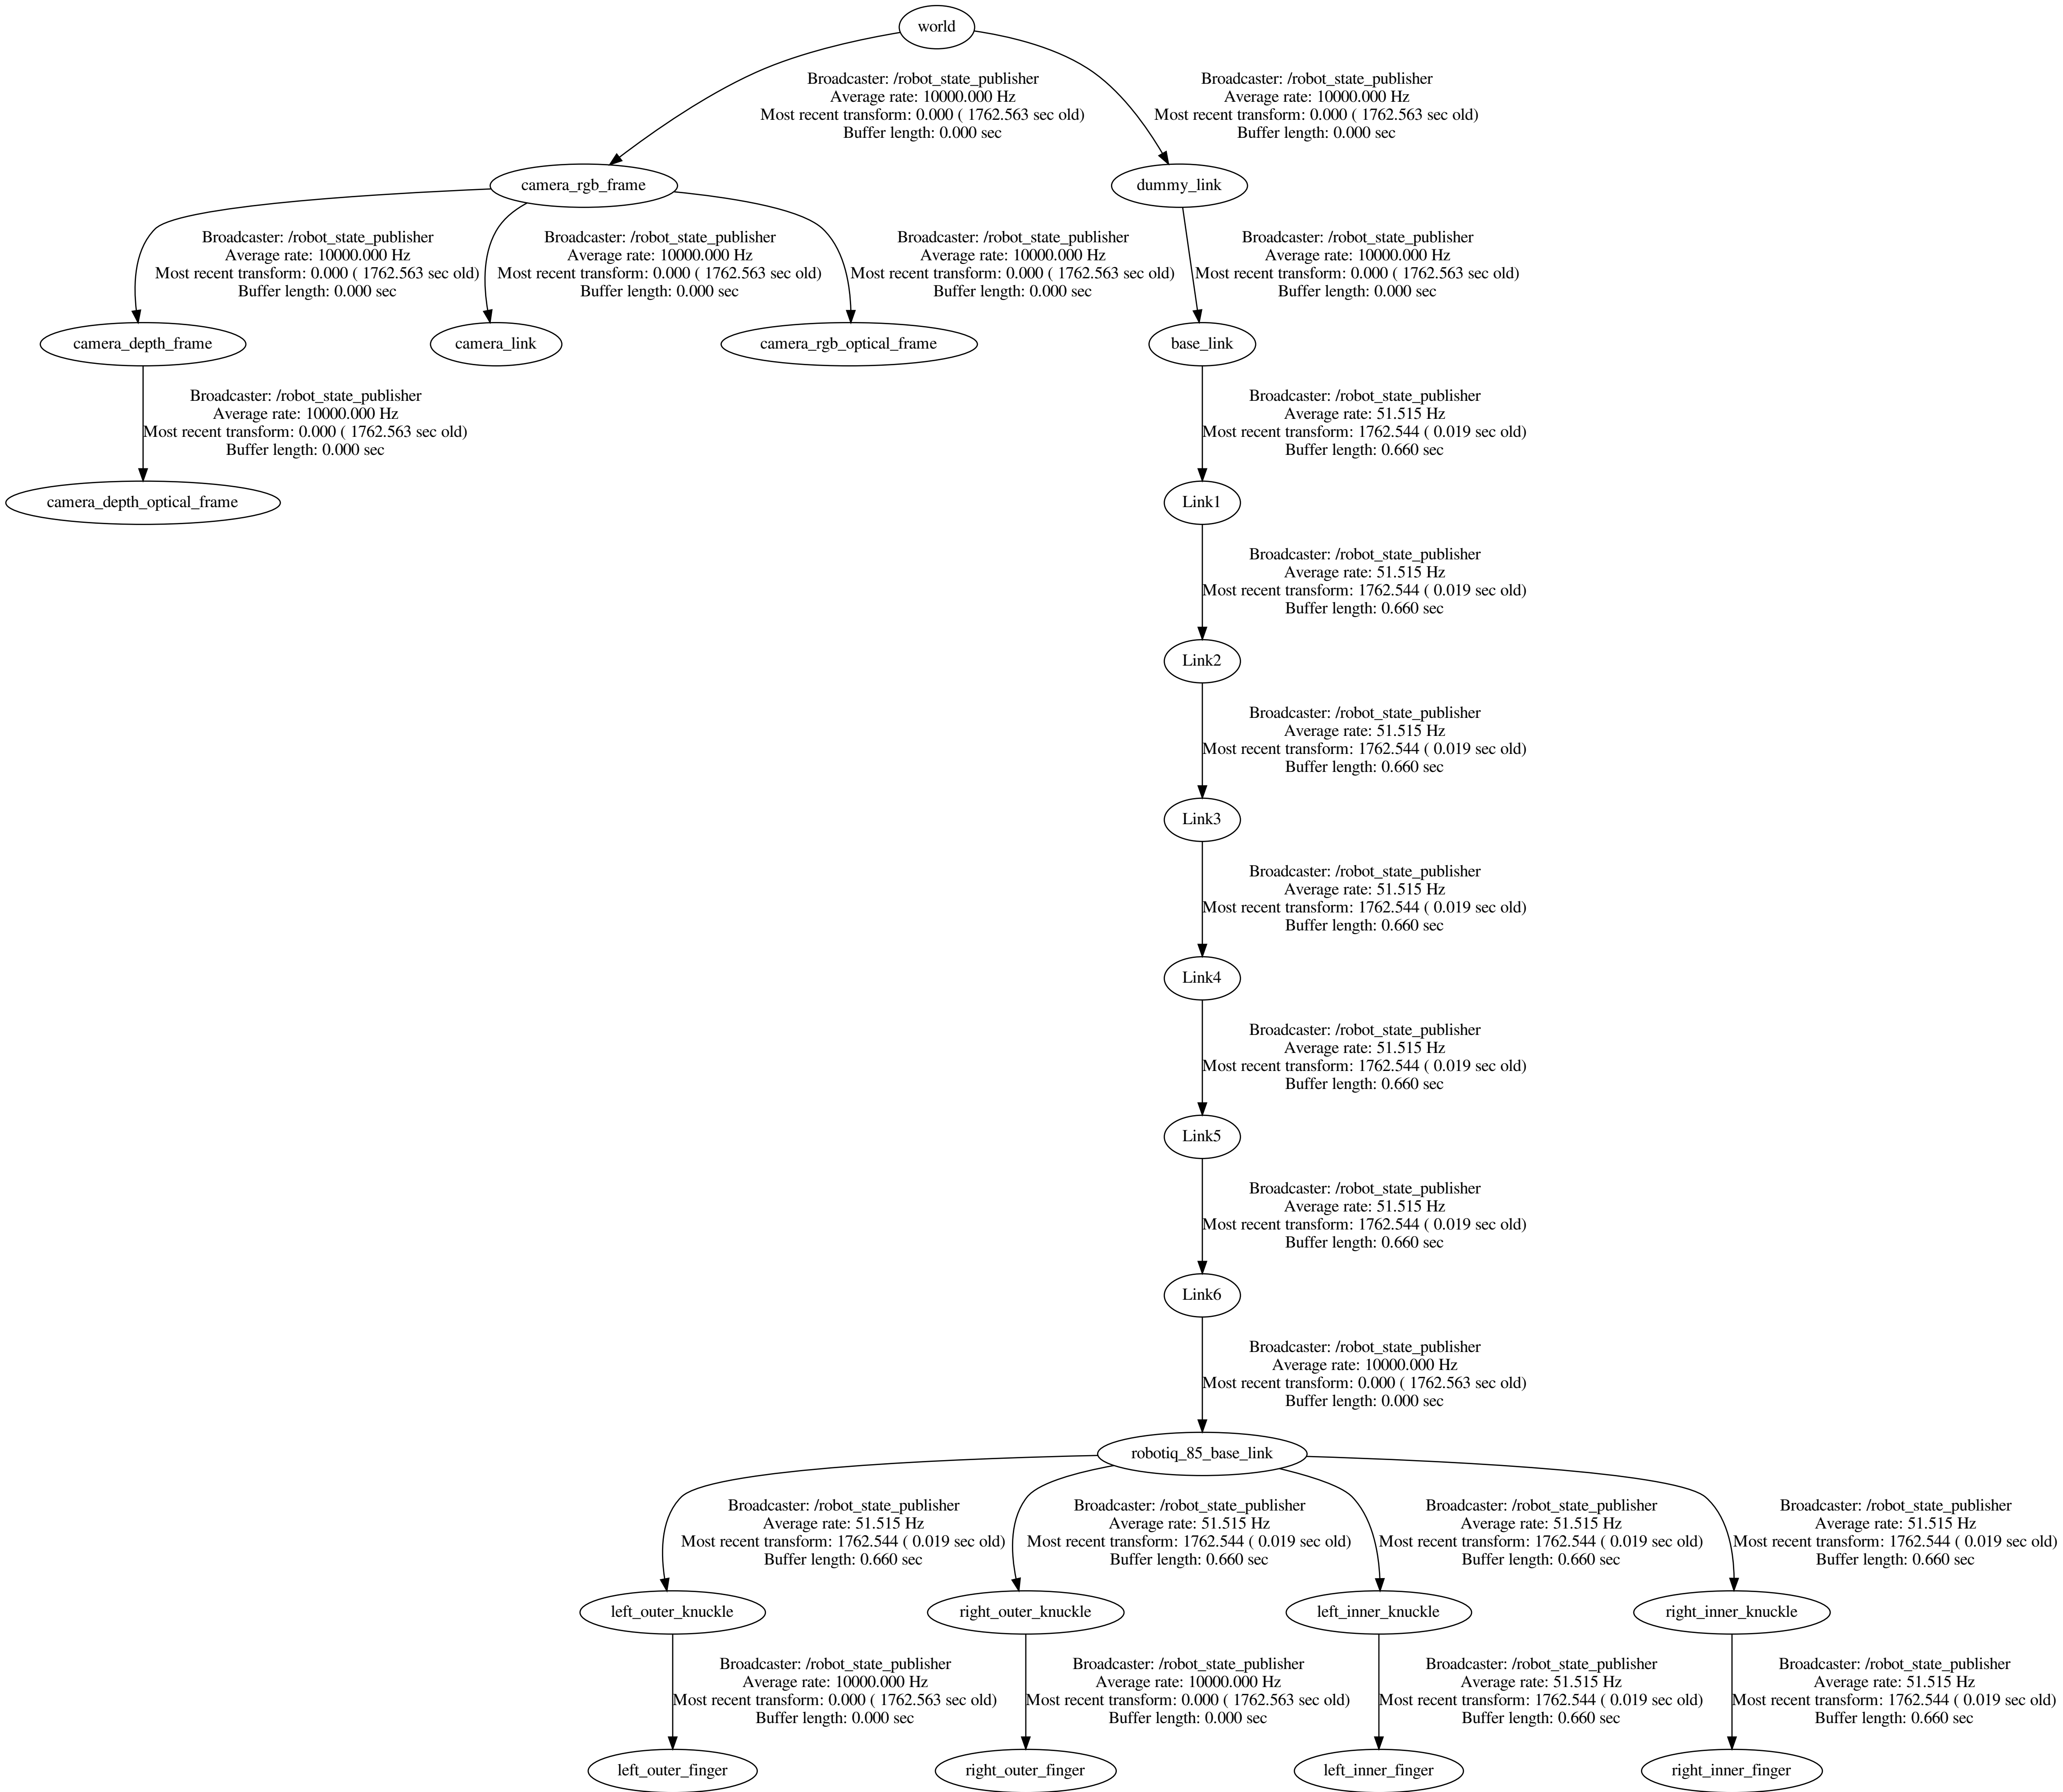 world
Broadcaster: /robot_state_publisher
Average rate: 10000.000 Hz
Most recent transform: 0.000 ( 1762.563 sec old)
Buffer length: 0.000 sec
Broadcaster: /robot_state_publisher
Average rate: 10000.000 Hz
Most recent transform: 0.000 ( 1762.563 sec old)
Buffer length: 0.000 sec
camera_rgb_frame
dummy_link
Broadcaster: /robot_state_publisher
Average rate: 10000.000 Hz
Most recent transform: 0.000 ( 1762.563 sec old)
Buffer length: 0.000 sec
Broadcaster: /robot_state_publisher
Average rate: 10000.000 Hz
Most recent transform: 0.000 ( 1762.563 sec old)
Buffer length: 0.000 sec
Broadcaster: /robot_state_publisher
Average rate: 10000.000 Hz
Most recent transform: 0.000 ( 1762.563 sec old)
Buffer length: 0.000 sec
Broadcaster: /robot_state_publisher
Average rate: 10000.000 Hz
Most recent transform: 0.000 ( 1762.563 sec old)
Buffer length: 0.000 sec
camera_depth_frame
camera_link
camera_rgb_optical_frame
base_link
Broadcaster: /robot_state_publisher
Average rate: 10000.000 Hz
Most recent transform: 0.000 ( 1762.563 sec old)
Buffer length: 0.000 sec
Broadcaster: /robot_state_publisher
Average rate: 51.515 Hz
Most recent transform: 1762.544 ( 0.019 sec old)
Buffer length: 0.660 sec
camera_depth_optical_frame
Link1
Broadcaster: /robot_state_publisher
Average rate: 51.515 Hz
Most recent transform: 1762.544 ( 0.019 sec old)
Buffer length: 0.660 sec
Link2
Broadcaster: /robot_state_publisher
Average rate: 51.515 Hz
Most recent transform: 1762.544 ( 0.019 sec old)
Buffer length: 0.660 sec
Link3
Broadcaster: /robot_state_publisher
Average rate: 51.515 Hz
Most recent transform: 1762.544 ( 0.019 sec old)
Buffer length: 0.660 sec
Link4
Broadcaster: /robot_state_publisher
Average rate: 51.515 Hz
Most recent transform: 1762.544 ( 0.019 sec old)
Buffer length: 0.660 sec
Link5
Broadcaster: /robot_state_publisher
Average rate: 51.515 Hz
Most recent transform: 1762.544 ( 0.019 sec old)
Buffer length: 0.660 sec
Link6
Broadcaster: /robot_state_publisher
Average rate: 10000.000 Hz
Most recent transform: 0.000 ( 1762.563 sec old)
Buffer length: 0.000 sec
robotiq_85_base_link
Broadcaster: /robot_state_publisher
Average rate: 51.515 Hz
Most recent transform: 1762.544 ( 0.019 sec old)
Buffer length: 0.660 sec
Broadcaster: /robot_state_publisher
Average rate: 51.515 Hz
Most recent transform: 1762.544 ( 0.019 sec old)
Buffer length: 0.660 sec
Broadcaster: /robot_state_publisher
Average rate: 51.515 Hz
Most recent transform: 1762.544 ( 0.019 sec old)
Buffer length: 0.660 sec
Broadcaster: /robot_state_publisher
Average rate: 51.515 Hz
Most recent transform: 1762.544 ( 0.019 sec old)
Buffer length: 0.660 sec
left_outer_knuckle
right_outer_knuckle
left_inner_knuckle
right_inner_knuckle
Broadcaster: /robot_state_publisher
Average rate: 10000.000 Hz
Most recent transform: 0.000 ( 1762.563 sec old)
Buffer length: 0.000 sec
Broadcaster: /robot_state_publisher
Average rate: 10000.000 Hz
Most recent transform: 0.000 ( 1762.563 sec old)
Buffer length: 0.000 sec
Broadcaster: /robot_state_publisher
Average rate: 51.515 Hz
Most recent transform: 1762.544 ( 0.019 sec old)
Buffer length: 0.660 sec
Broadcaster: /robot_state_publisher
Average rate: 51.515 Hz
Most recent transform: 1762.544 ( 0.019 sec old)
Buffer length: 0.660 sec
left_outer_finger
right_outer_finger
left_inner_finger
right_inner_finger